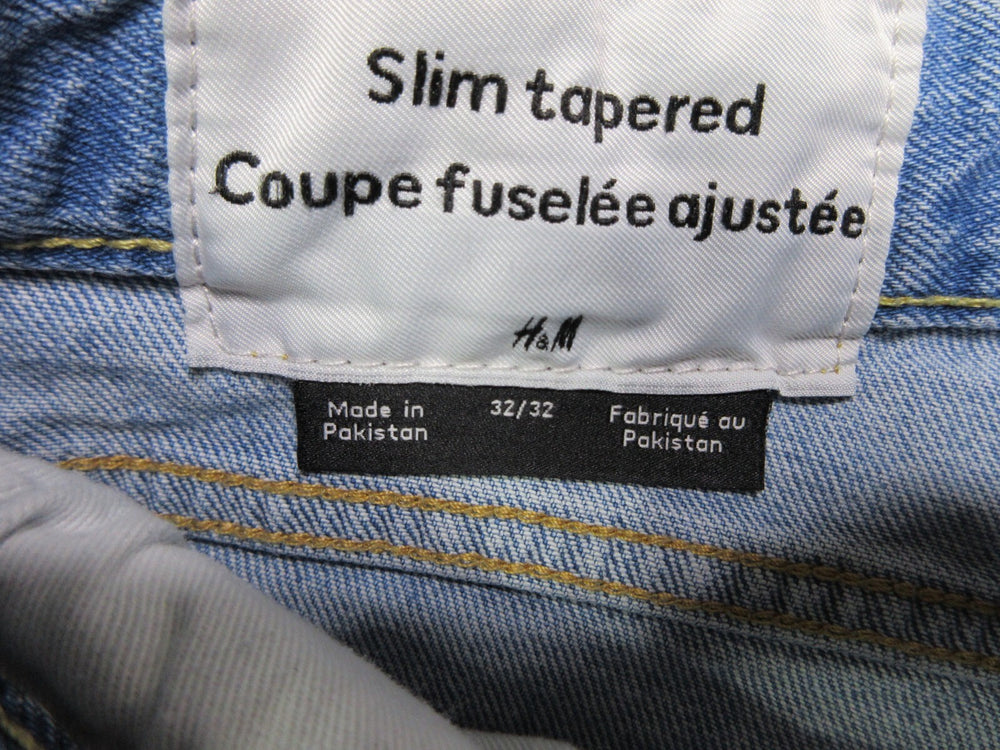 Slim tapered
Coupe fuselée ajustée
H&M
Made in
Pakistan
32/32
Fabriqué au
Pakistan